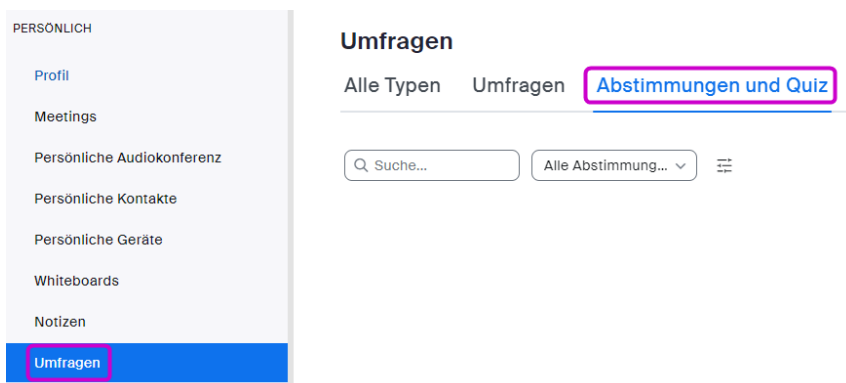 PERSÖNLICH
Profil
Meetings
Persönliche Audiokonferenz
Persönliche Kontakte
Persönliche Geräte
Whiteboards
Notizen
Umfragen
Umfragen
Alle Typen Umfragen Abstimmungen und Quiz
Suche... Alle Abstimmung...